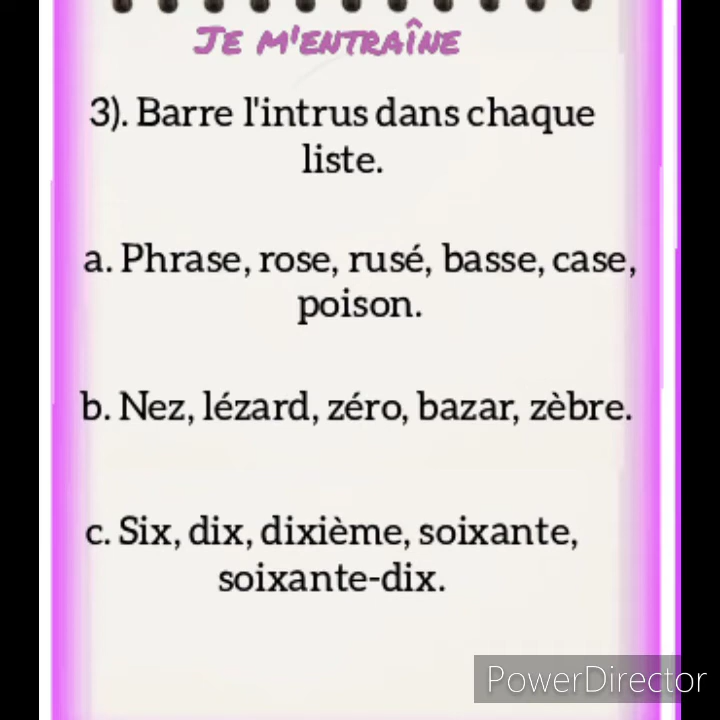 Je m'entraîne
3). Barre l'intrus dans chaque
liste.
a. Phrase, rose, rusé, basse, case,
poison.
b. Nez, lézard, zéro, bazar, zèbre.
c. Six, dix, dixième, soixante,
soixante-dix.
PowerDirector